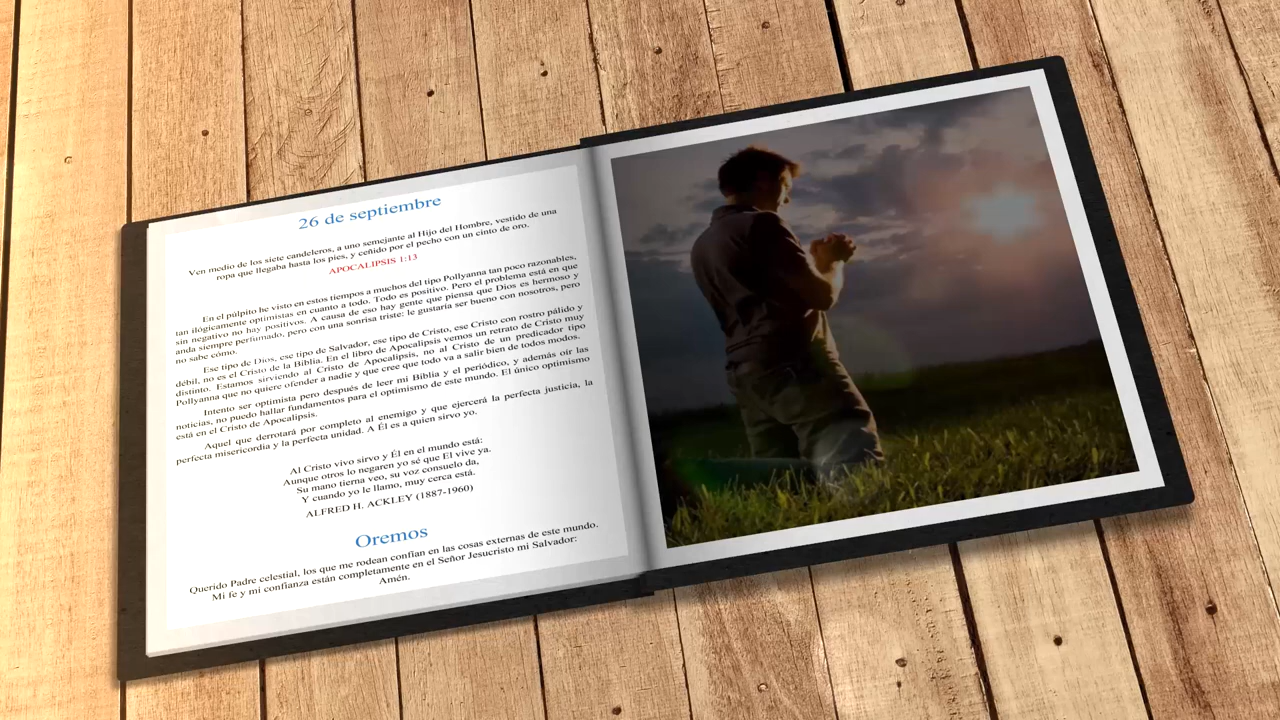 26 de septiembre
Ven medio de los siete candeleros, a uno semejante al Hijo del Hombre, vestido de una
ropa que llegaba hasta los pies, y ceñido por el pecho con un cinto de oro.
APOCALIPSIS 1:13
En el púlpito he visto en estos tiempos a muchos del tipo Pollyanna tan poco razonables,
tan ilógicamente optimistas en cuanto a todo. Todo es positivo. Pero el problema está en que
sin negativo no hay positivos. A causa de eso hay gente que piensa que Dios es hermoso y
anda siempre perfumado, pero con una sonrisa triste: le gustaría ser bueno con nosotros, pero
no sabe cómo.
Ese tipo de Dios, ese tipo de Salvador, ese tipo de Cristo, ese Cristo con rostro pálido y
débil, no es el Cristo de la Biblia. En el libro de Apocalipsis vemos un retrato de Cristo muy
distinto. Estamos sirviendo al Cristo de Apocalipsis, no al Cristo de un predicador tipo
Pollyanna que no quiere ofender a nadie y que cree que todo va a salir bien de todos modos.
Intento ser optimista pero después de leer mi Biblia y el periódico, y además oír las
noticias, no puedo hallar fundamentos para el optimismo de este mundo. El único optimismo
está en el Cristo de Apocalipsis.
Aquel que derrotará por completo al enemigo y que ejercerá la perfecta justicia, la
perfecta misericordia y la perfecta unidad. A Él es a quien sirvo yo.
Al Cristo vivo sirvo y Él en el mundo está:
Aunque otros lo negaren yo sé que El vive ya.
Su mano tierna veo, su voz consuelo da,
Y cuando yo le llamo, muy cerca está.
ALFRED H. ACKLEY (1887-1960)
Oremos
Querido Padre celestial, los que me rodean confían en las cosas externas de este mundo.
Mi fe y mi confianza están completamente en el Señor Jesucristo mi Salvador:
Amén.